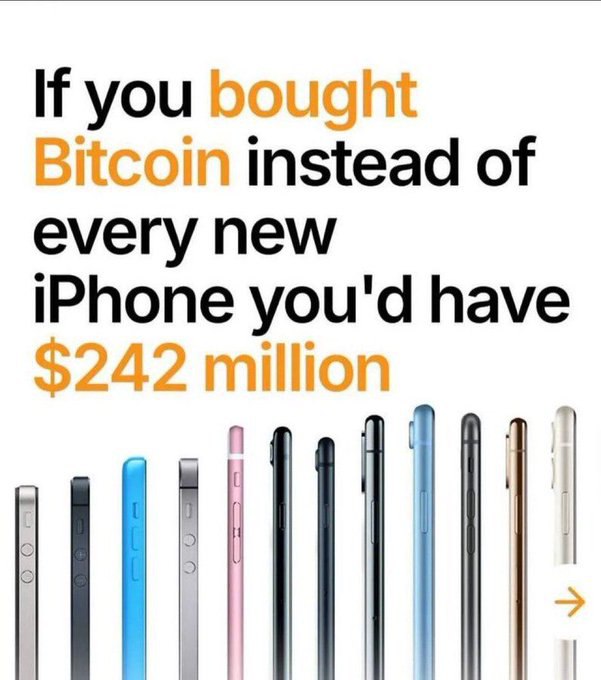 If you bought
Bitcoin instead of
every new
iPhone you'd have
$242 million